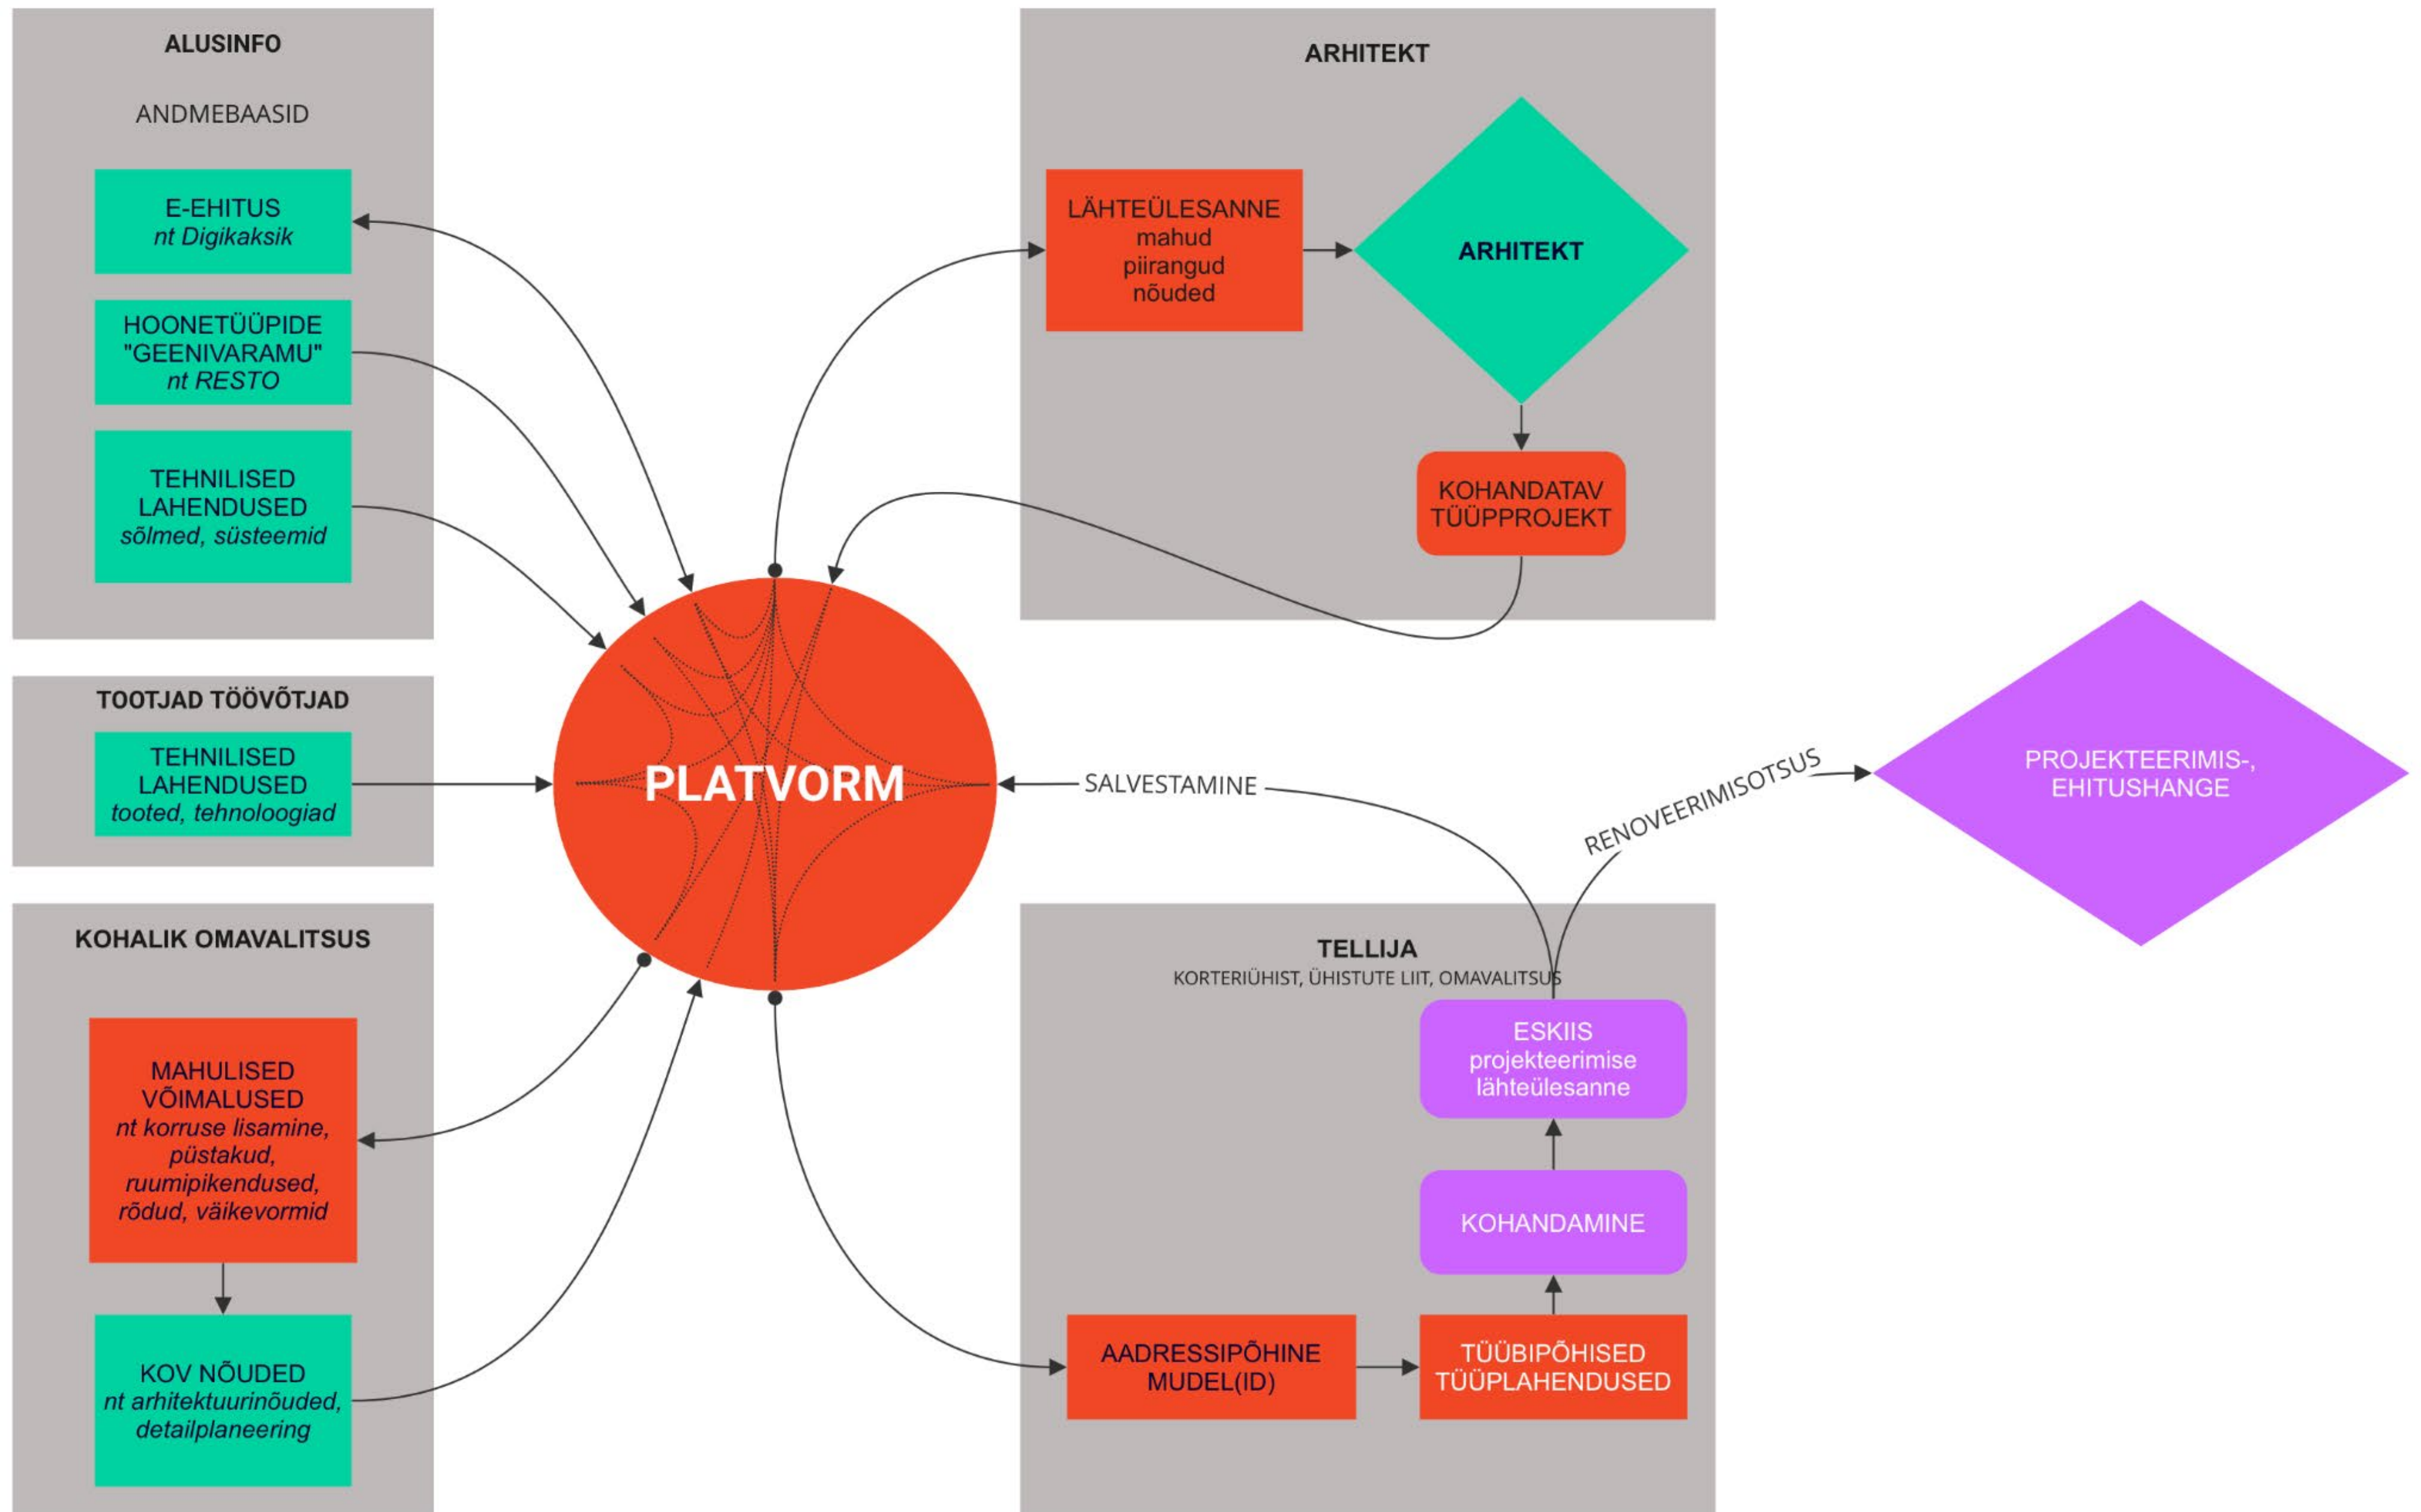 ALUSINFO
ANDMEBAASID
E-EHITUS
nt Digikaksik
HOONETÜÜPIDE
"GEENIVARAMU"
nt RESTO
TEHNILISED
LAHENDUSED
sõlmed, süsteemid
TOOTJAD TÖÖVÕTJAD
TEHNILISED
LAHENDUSED
tooted, tehnoloogiad
KOHALIK OMAVALITSUS
MAHULISED
VÕIMALUSED
nt korruse lisamine,
püstakud,
ruumipikendused,
rõdud, väikevormid
KOV NÕUDED
nt arhitektuurinõuded,
detailplaneering
PLATVORM
ARHITEKT
LÄHTEÜLESANNE
mahud
piirangud
nõuded
ARHITEKT
KOHANDATAV
TÜÜPPROJEKT
SALVESTAMINE
RENOVEERIMISOTSUS
PROJEKTEERIMIS-,
EHITUSHANGE
TELLIJA
KORTERIÜHIST, ÜHISTUTE LIIT, OMAVALITSUS
ESKIIS
projekteerimise
lähteülesanne
KOHANDAMINE
AADRESSIPÕHINE
MUDEL(ID)
TÜÜBIPÕHISED
TÜÜPLAHENDUSED